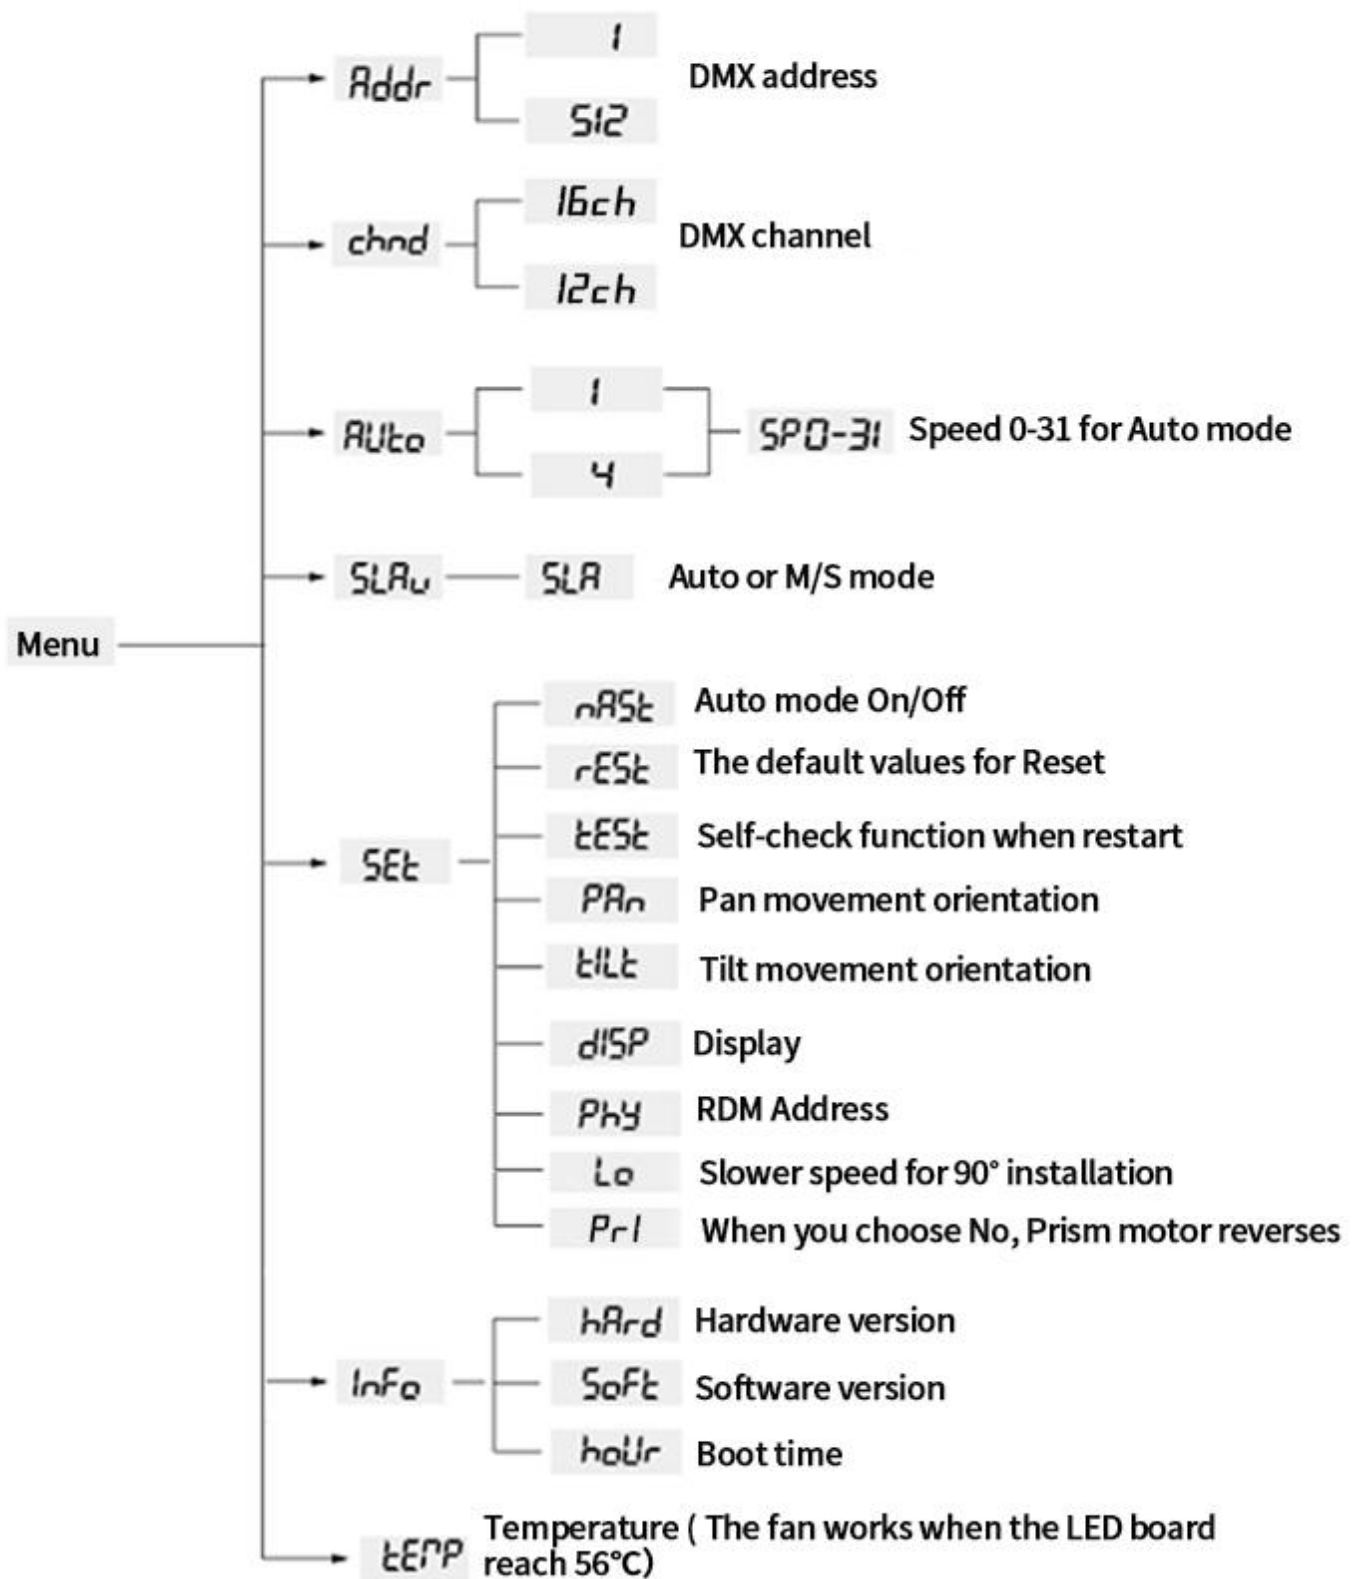 1
Addr
DMX address
512
16ch
chnd
DMX channel
12ch
1
AUto
SP0-31 Speed 0-31 for Auto mode
4
SLAv SLA Auto or M/S mode
Menu
nASt Auto mode On/Off
rESt The default values for Reset
tESt Self-check function when restart
SEt
PAn Pan movement orientation
tILt Tilt movement orientation
dISP Display
PhY RDM Address
Lo Slower speed for 90° installation
PrI When you choose No, Prism motor reverses
hArd Hardware version
InFo SoFt Software version
hoUr Boot time
tEMP Temperature ( The fan works when the LED board
reach 56℃)